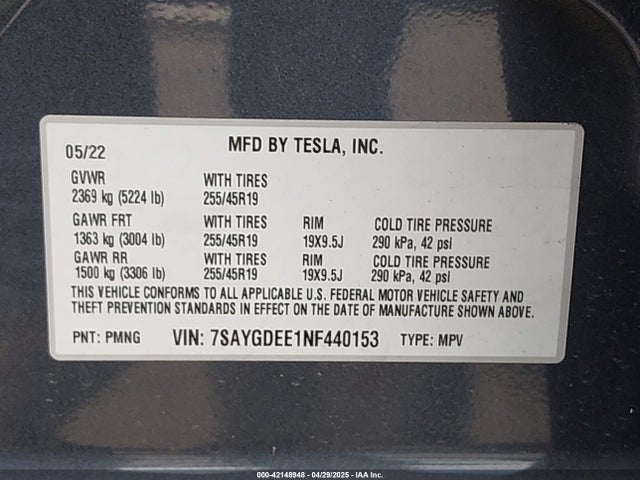 MFD BY TESLA, INC.
05/22
GVWR WITH TIRES
2369 kg (5224 lb) 255/45R19
GAWR FRT WITH TIRES RIM COLD TIRE PRESSURE
1363 kg (3004 lb) 255/45R19 19X9.5J 290 kPa, 42 psi
GAWR RR WITH TIRES RIM COLD TIRE PRESSURE
1500 kg (3306 lb) 255/45R19 19X9.5J 290 kPa, 42 psi
THIS VEHICLE CONFORMS TO ALL APPLICABLE U.S. FEDERAL MOTOR VEHICLE SAFETY AND
THEFT PREVENTION STANDARDS IN EFFECT ON THE DATE OF MANUFACTURE SHOWN ABOVE.
PNT: PMNG VIN: 7SAYGDEE1NF440153 TYPE: MPV
000-42148948 - 04/29/2025 - IAA Inc.